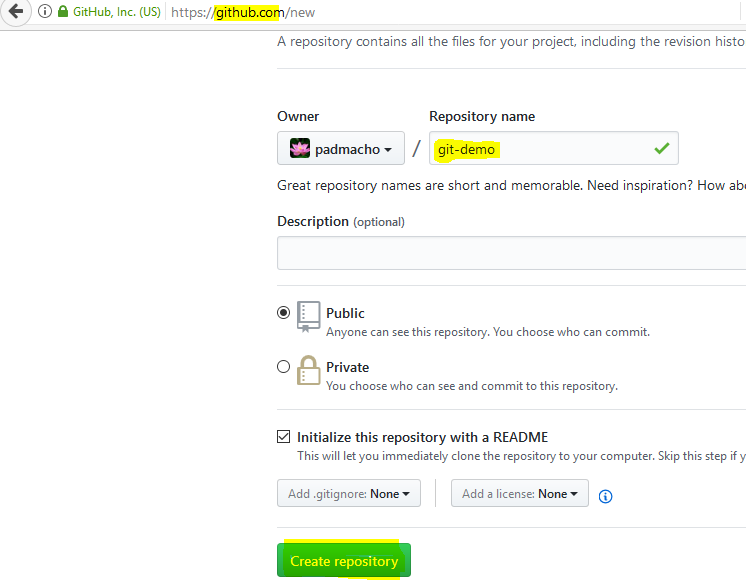 GitHub, Inc. (US) https://github.com/new
A repository contains all the files for your project, including the revision histo
Owner Repository name
padmacho / git-demo
Great repository names are short and memorable. Need inspiration? How abo
Description (optional)
Public
Anyone can see this repository. You choose who can commit.
Private
You choose who can see and commit to this repository.
Initialize this repository with a README
This will let you immediately clone the repository to your computer. Skip this step if y
Add .gitignore: None Add a license: None
Create repository